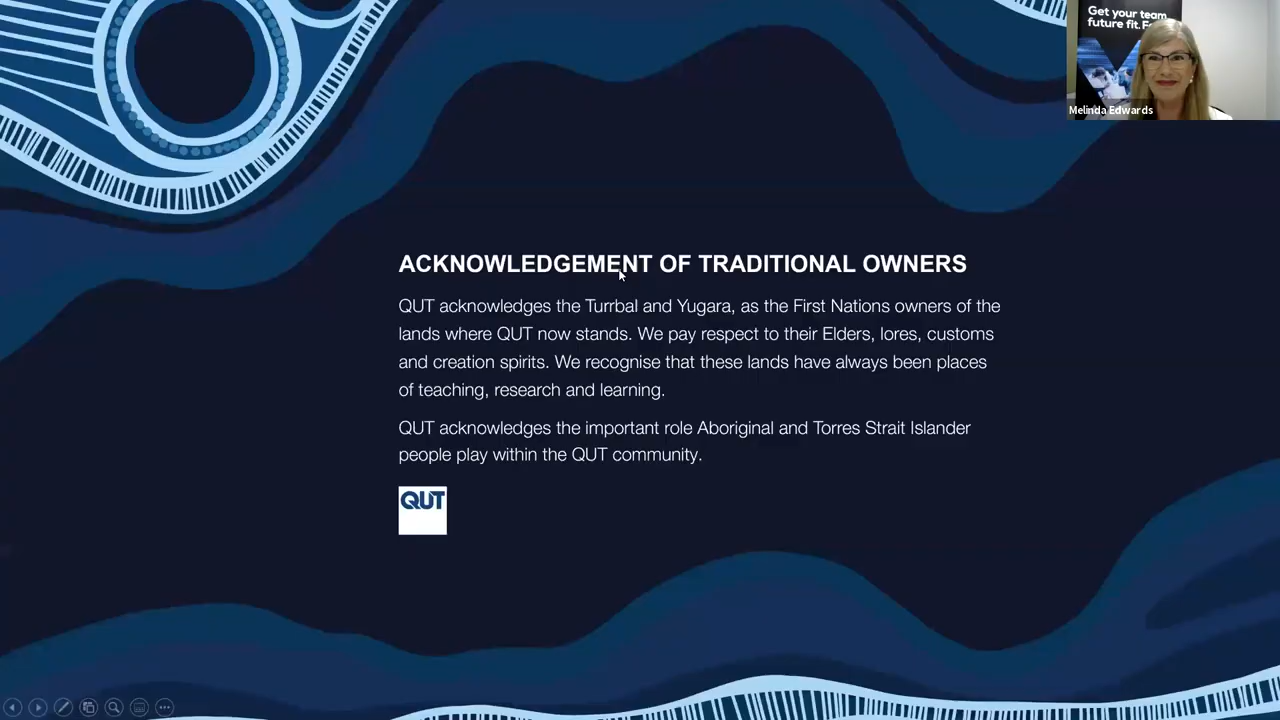 Get your team
future fit.
Melinda Edwards
ACKNOWLEDGEMENT OF TRADITIONAL OWNERS
QUT acknowledges the Turrbal and Yugara, as the First Nations owners of the
lands where QUT now stands. We pay respect to their Elders, lores, customs
and creation spirits. We recognise that these lands have always been places
of teaching, research and learning.
QUT acknowledges the important role Aboriginal and Torres Strait Islander
people play within the QUT community.
QUT